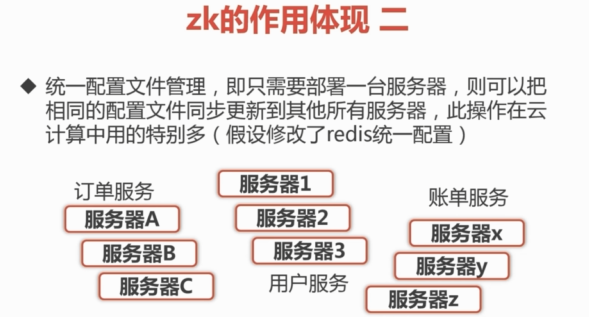 zk的作用体现 二
◆ 统一配置文件管理，即只需要部署一台服务器，则可以把
相同的配置文件同步更新到其他所有服务器，此操作在云
计算中用的特别多（假设修改了redis统一配置）
订单服务
服务器A
服务器B
服务器C
服务器1
服务器2
服务器3
用户服务
账单服务
服务器x
服务器y
服务器z